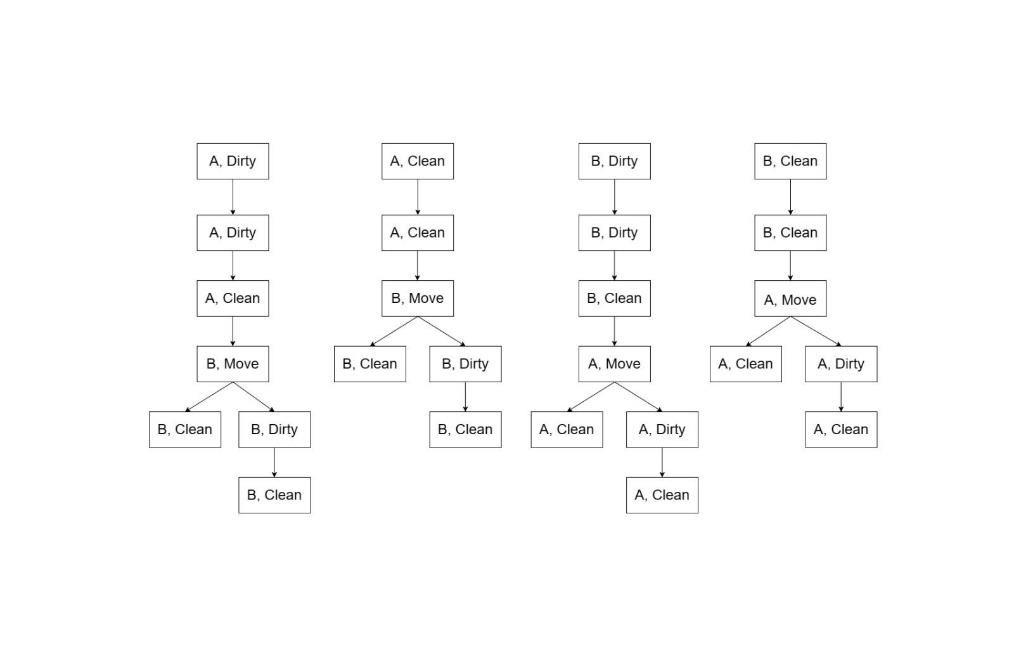 A, Dirty
A, Dirty
A, Clean
B, Move
B, Clean
B, Dirty
B, Clean
A, Clean
A, Clean
B, Move
B, Clean
B, Dirty
B, Clean
B, Dirty
B, Dirty
B, Clean
A, Move
A, Clean
A, Dirty
A, Clean
B, Clean
B, Clean
A, Move
A, Clean
A, Dirty
A, Clean